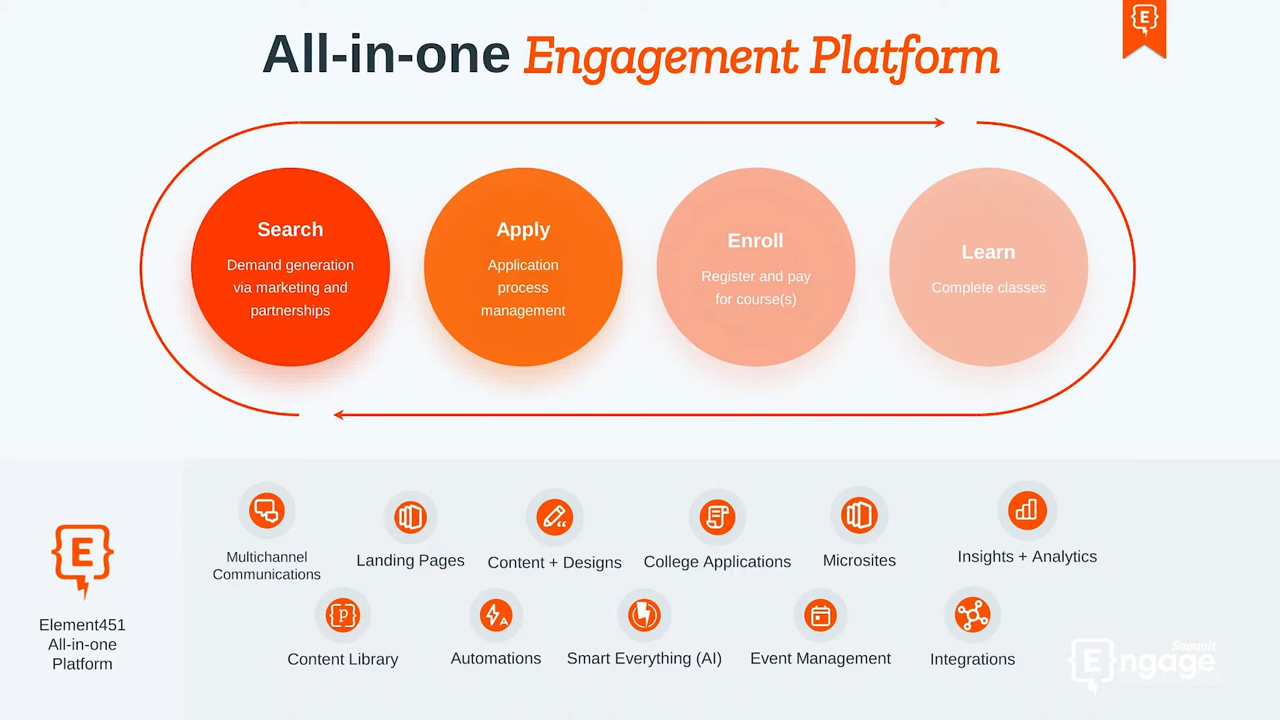 All-in-one Engagement Platform
E
Search
Demand generation
via marketing and
partnerships
Apply
Application
process
management
Enroll
Register and pay
for course(s)
Learn
Complete classes
E
Element451
All-in-one
Platform
Multichannel
Communications
Landing Pages
Content + Designs
College Applications
Microsites
Insights + Analytics
p
Content Library
A
Automations
Smart Everything (AI)
Event Management
Integrations
Summit
Engage